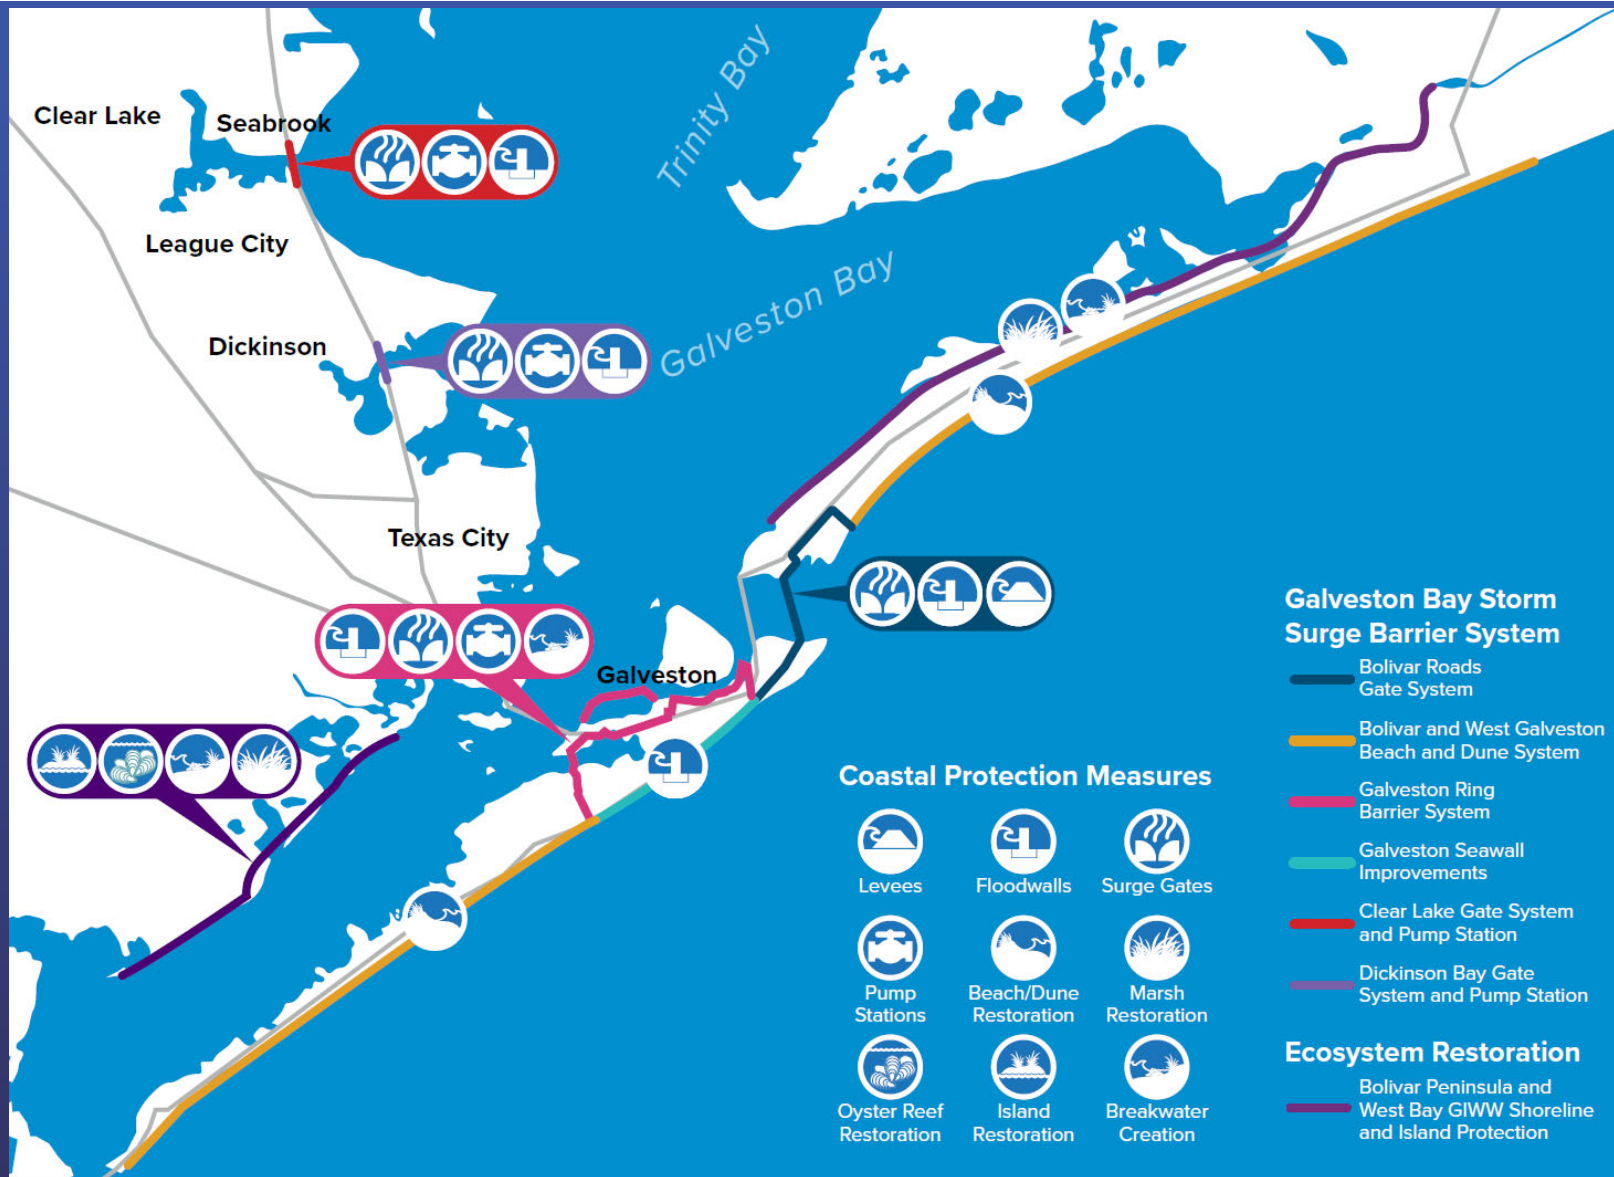 Clear Lake
Seabrook
Trinity Bay
League City
Galveston Bay
Dickinson
Texas City
Galveston
Coastal Protection Measures
Levees
Floodwalls
Surge Gates
Pump
Stations
Beach/Dune
Restoration
Marsh
Restoration
Oyster Reef
Restoration
Island
Restoration
Breakwater
Creation
Galveston Bay Storm
Surge Barrier System
Bolivar Roads
Gate System
Bolivar and West Galveston
Beach and Dune System
Galveston Ring
Barrier System
Galveston Seawall
Improvements
Clear Lake Gate System
and Pump Station
Dickinson Bay Gate
System and Pump Station
Ecosystem Restoration
Bolivar Peninsula and
West Bay GIWW Shoreline
and Island Protection